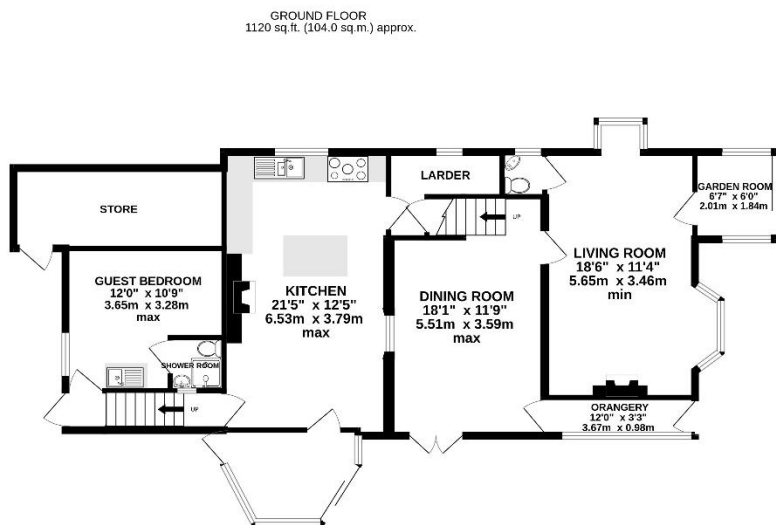 GROUND FLOOR
1120 sq.ft. (104.0 sq.m.) approx.
LARDER
GARDEN ROOM
6'7" x 6'0"
2.01m x 1.84m
STORE
UP
LIVING ROOM
18'6" x 11'4"
5.65m x 3.46m
min
GUEST BEDROOM
12'0" x 10'9"
3.65m x 3.28m
max
KITCHEN
21'5" x 12'5"
6.53m x 3.79m
max
DINING ROOM
18'1" x 11'9"
5.51m x 3.59m
max
SHOWER ROOM
UP
ORANGERY
12'0" x 3'3"
3.67m x 0.98m